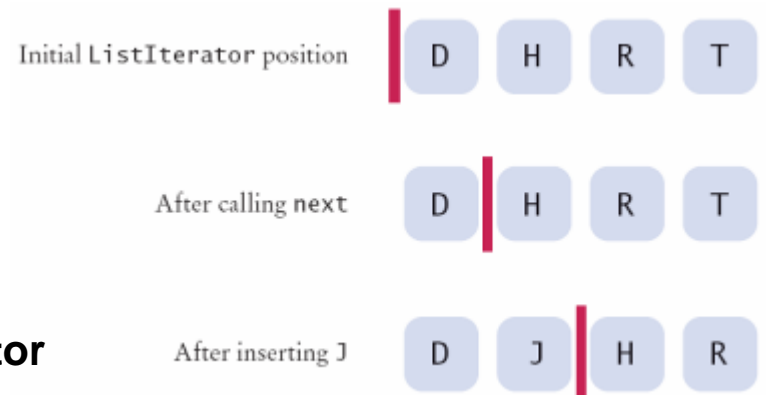 Initial ListIterator position D H R T
After calling next D H R T
tor After inserting J D J H R